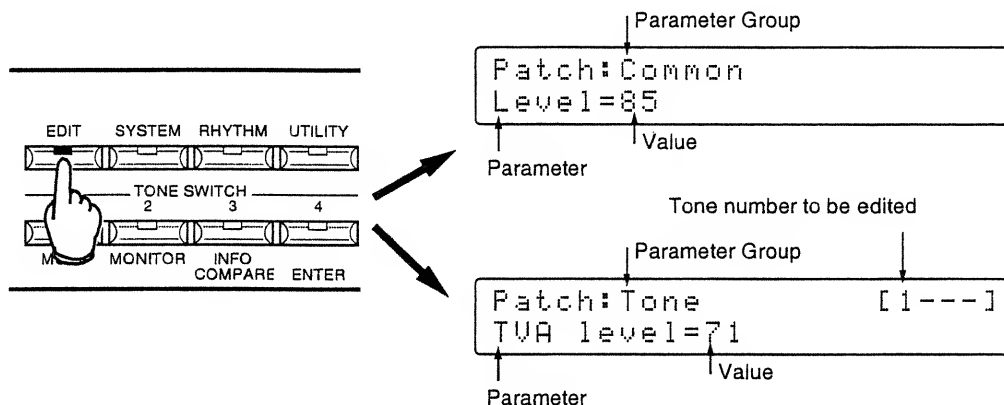 EDIT SYSTEM RHYTHM UTILITY
TONE SWITCH
2 3 4
MONITOR INFO COMPARE ENTER
Parameter Group
Patch:Common
Level=85
Parameter
Value
Tone number to be edited
Parameter Group
Patch:Tone [1---]
TVA level=71
Parameter
Value